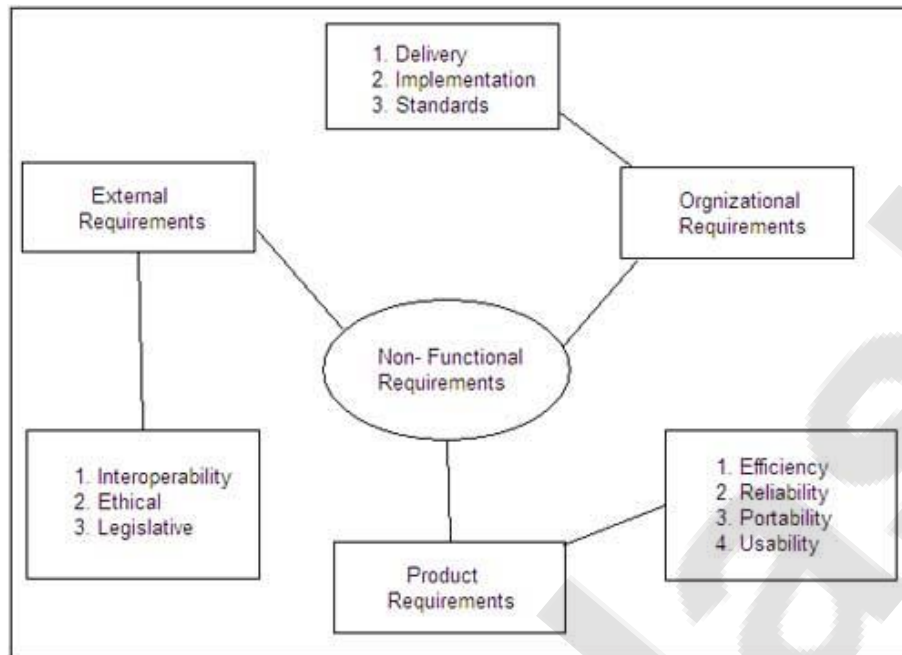 1. Delivery
2. Implementation
3. Standards
External
Requirements
Orgnizational
Requirements
Non- Functional
Requirements
1. Interoperability
2. Ethical
3. Legislative
1. Efficiency
2. Reliability
3. Portability
4. Usability
Product
Requirements